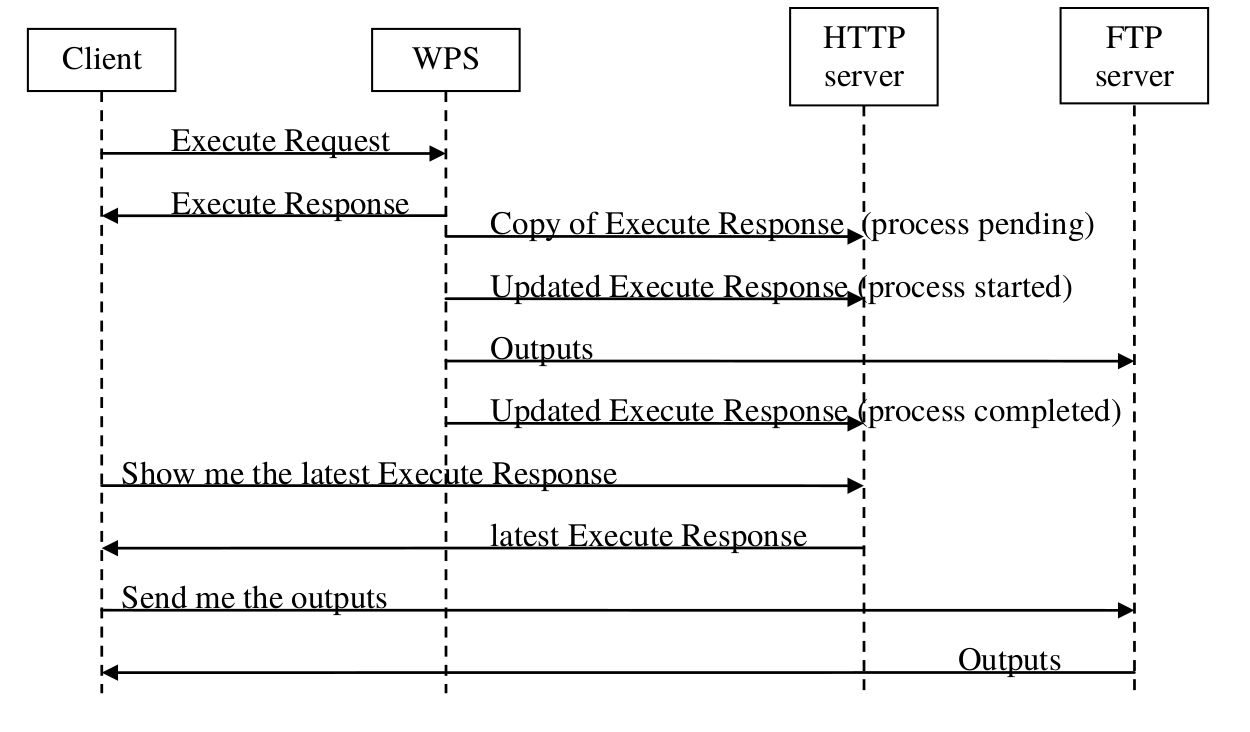 Client
WPS
HTTP
server
FTP
server
Execute Request
Execute Response
Copy of Execute Response  (process pending)
Updated Execute Response (process started)
Outputs
Updated Execute Response (process completed)
Show me the latest Execute Response
latest Execute Response
Send me the outputs
Outputs